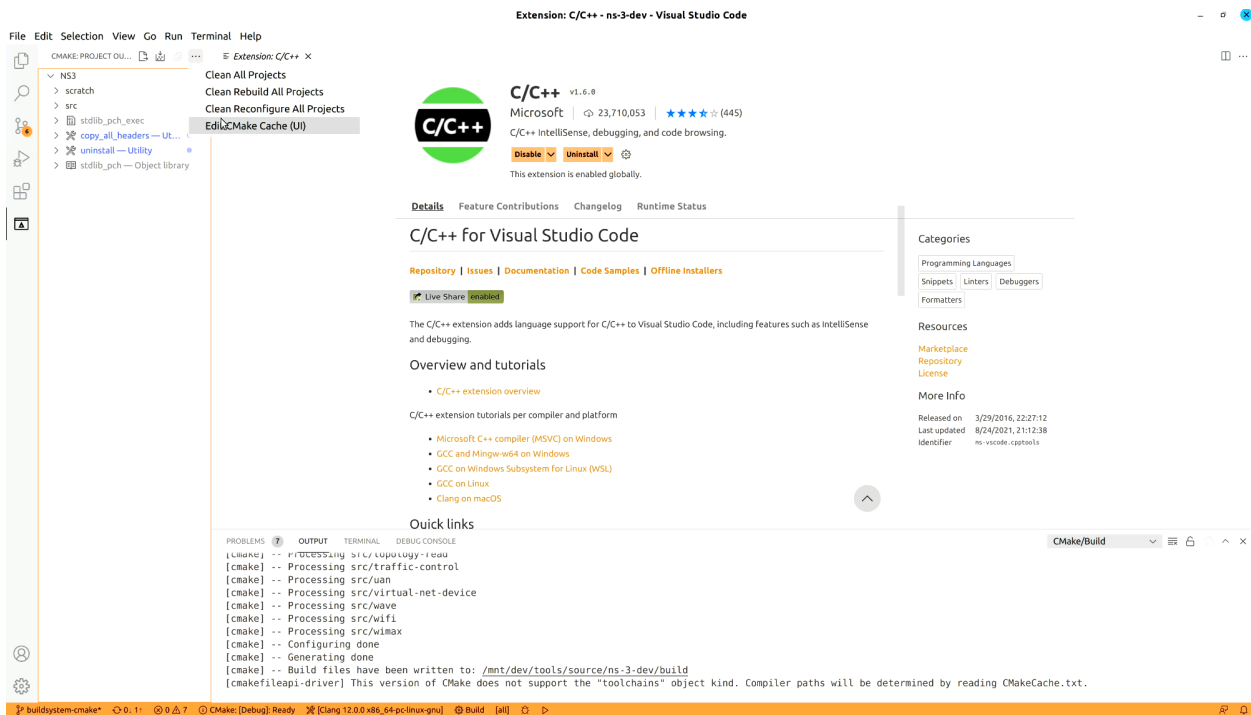 Extension: C/C++ - ns-3-dev - Visual Studio Code
File Edit Selection View Go Run Terminal Help
CMAKE: PROJECT OU...
Extension: C/C++
NS3
scratch
src
stdlib_pch_exec
copy_all_headers — Ut...
uninstall — Utility
stdlib_pch — Object library
Clean All Projects
Clean Rebuild All Projects
Clean Reconfigure All Projects
Edit CMake Cache (UI)
C/C++
C/C++ v1.6.0
Microsoft 23,710,053 (445)
C/C++ IntelliSense, debugging, and code browsing.
Disable Uninstall
This extension is enabled globally.
Details Feature Contributions Changelog Runtime Status
C/C++ for Visual Studio Code
Repository | Issues | Documentation | Code Samples | Offline Installers
Live Share enabled
The C/C++ extension adds language support for C/C++ to Visual Studio Code, including features such as IntelliSense
and debugging.
Overview and tutorials
• C/C++ extension overview
C/C++ extension tutorials per compiler and platform
• Microsoft C++ compiler (MSVC) on Windows
• GCC and Mingw-w64 on Windows
• GCC on Windows Subsystem for Linux (WSL)
• GCC on Linux
• Clang on macOS
Quick links
Categories
Programming Languages
Snippets Linters Debuggers
Formatters
Resources
Marketplace
Repository
License
More Info
Released on 3/29/2016, 22:27:12
Last updated 8/24/2021, 21:12:38
Identifier ms-vscode.cpptools
PROBLEMS 7 OUTPUT TERMINAL DEBUG CONSOLE
CMake/Build
[cmake] -- Processing src/topology-read
[cmake] -- Processing src/traffic-control
[cmake] -- Processing src/uan
[cmake] -- Processing src/virtual-net-device
[cmake] -- Processing src/wave
[cmake] -- Processing src/wifi
[cmake] -- Processing src/wimax
[cmake] -- Configuring done
[cmake] -- Generating done
[cmake] -- Build files have been written to: /mnt/dev/tools/source/ns-3-dev/build
[cmakefileapi-driver] This version of CMake does not support the "toolchains" object kind. Compiler paths will be determined by reading CMakeCache.txt.
buildsystem-cmake* 0↓ 1↑ 0 7 CMake: [Debug]: Ready [Clang 12.0.0 x86_64-pc-linux-gnu] Build [all]